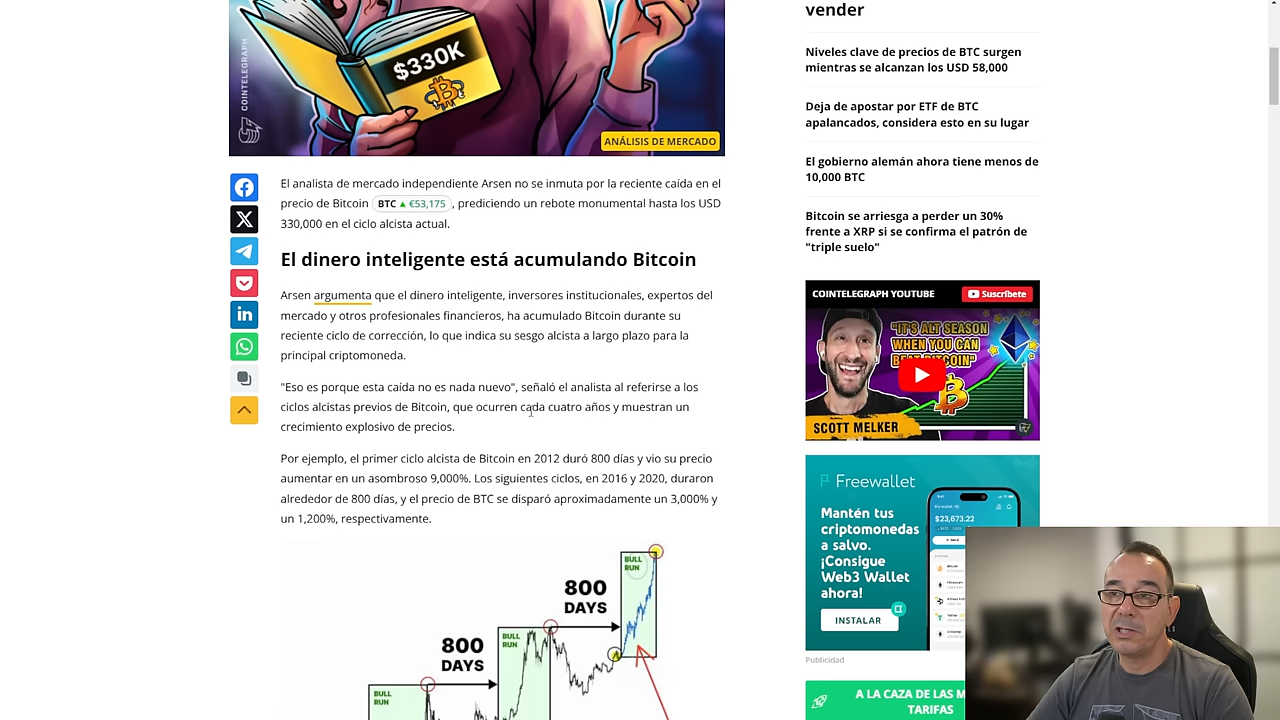 $330K
COINTELEGRAPH
ANÁLISIS DE MERCADO
El analista de mercado independiente Arsen no se inmuta por la reciente caída en el
precio de Bitcoin BTC ▲ €53,175, prediciendo un rebote monumental hasta los USD
330,000 en el ciclo alcista actual.
El dinero inteligente está acumulando Bitcoin
Arsen argumenta que el dinero inteligente, inversores institucionales, expertos del
mercado y otros profesionales financieros, ha acumulado Bitcoin durante su
reciente ciclo de corrección, lo que indica su sesgo alcista a largo plazo para la
principal criptomoneda.
"Eso es porque esta caída no es nada nuevo", señaló el analista al referirse a los
ciclos alcistas previos de Bitcoin, que ocurren cada cuatro años y muestran un
crecimiento explosivo de precios.
Por ejemplo, el primer ciclo alcista de Bitcoin en 2012 duró 800 días y vio su precio
aumentar en un asombroso 9,000%. Los siguientes ciclos, en 2016 y 2020, duraron
alrededor de 800 días, y el precio de BTC se disparó aproximadamente un 3,000% y
un 1,200%, respectivamente.
BULL
RUN
800
DAYS
BULL
RUN
800
DAYS
BULL
RUN
vender
Niveles clave de precios de BTC surgen
mientras se alcanzan los USD 58,000
Deja de apostar por ETF de BTC
apalancados, considera esto en su lugar
El gobierno alemán ahora tiene menos de
10,000 BTC
Bitcoin se arriesga a perder un 30%
frente a XRP si se confirma el patrón de
"triple suelo"
COINTELEGRAPH YOUTUBE
Suscríbete
"IT'S ALT SEASON
WHEN YOU CAN
BEAT BITCOIN"
SCOTT MELKER
Freewallet
Mantén tus
criptomonedas
a salvo.
¡Consigue
Web3 Wallet
ahora!
INSTALAR
$23,673.22
Publicidad
A LA CAZA DE LAS M
TARIFAS